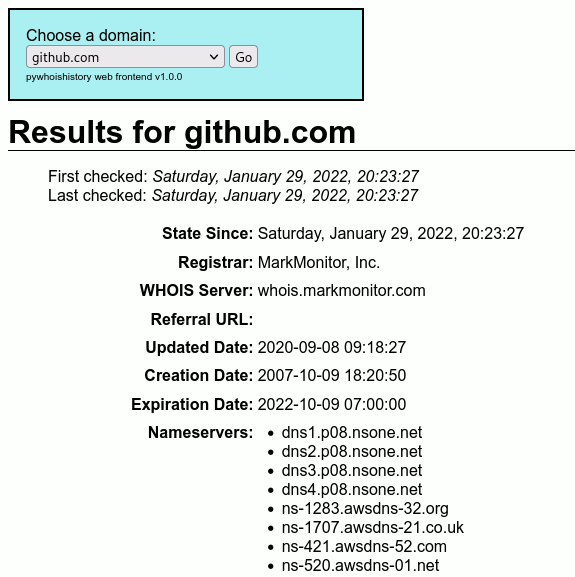 Choose a domain:
github.com
Go
pywhoishistory web frontend v1.0.0
Results for github.com
First checked: Saturday, January 29, 2022, 20:23:27
Last checked: Saturday, January 29, 2022, 20:23:27
State Since: Saturday, January 29, 2022, 20:23:27
Registrar: MarkMonitor, Inc.
WHOIS Server: whois.markmonitor.com
Referral URL:
Updated Date: 2020-09-08 09:18:27
Creation Date: 2007-10-09 18:20:50
Expiration Date: 2022-10-09 07:00:00
Nameservers: • dns1.p08.nsone.net
• dns2.p08.nsone.net
• dns3.p08.nsone.net
• dns4.p08.nsone.net
• ns-1283.awsdns-32.org
• ns-1707.awsdns-21.co.uk
• ns-421.awsdns-52.com
• ns-520.awsdns-01.net